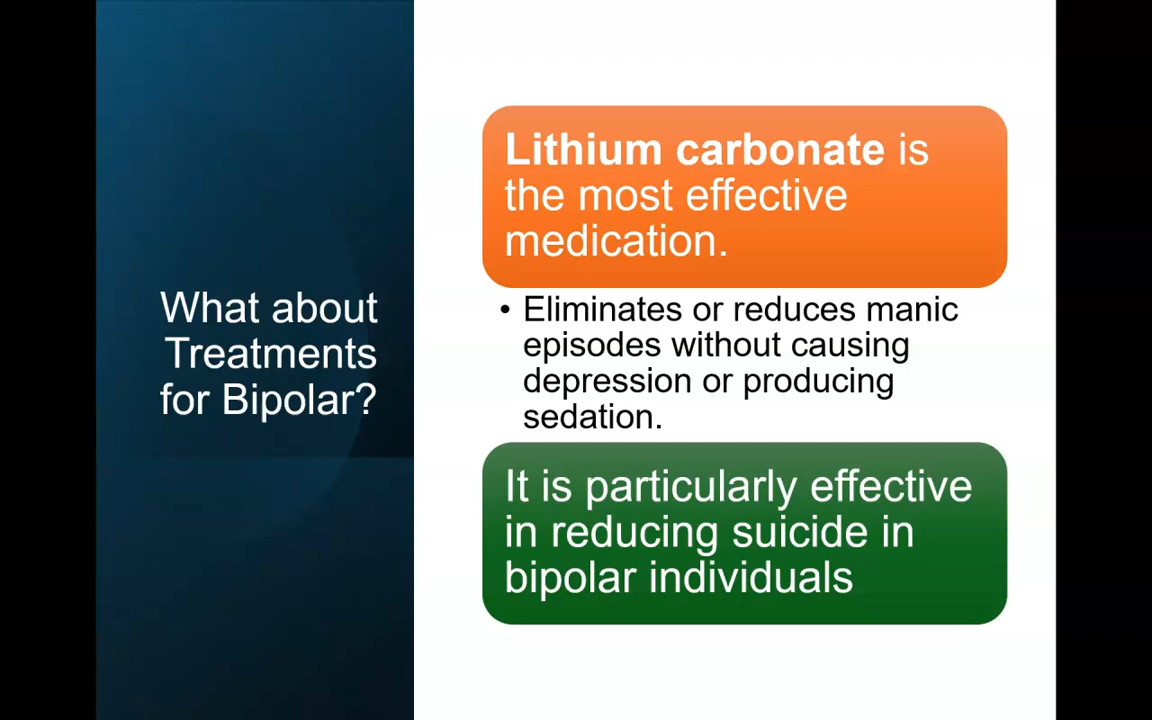 What about
Treatments
for Bipolar?
Lithium carbonate is
the most effective
medication.
• Eliminates or reduces manic
episodes without causing
depression or producing
sedation.
It is particularly effective
in reducing suicide in
bipolar individuals